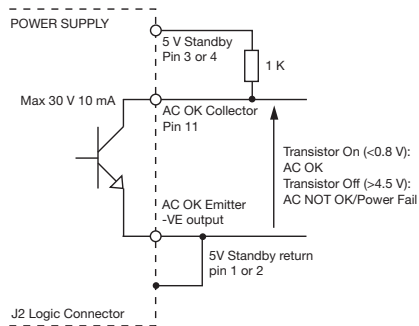 POWER SUPPLY
5 V Standby
Pin 3 or 4
1 K
Max 30 V 10 mA
AC OK Collector
Pin 11
Transistor On (<0.8 V):
AC OK
Transistor Off (>4.5 V):
AC NOT OK/Power Fail
AC OK Emitter
-VE output
5V Standby return
pin 1 or 2
J2 Logic Connector